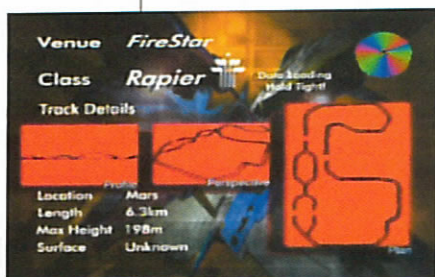 Venue FireStar
Class Rapier
Data Loading
Hold Tight!
Track Details
Profile
Perspective
Plan
Location Mars
Length 6.3km
Max Height 198m
Surface Unknown